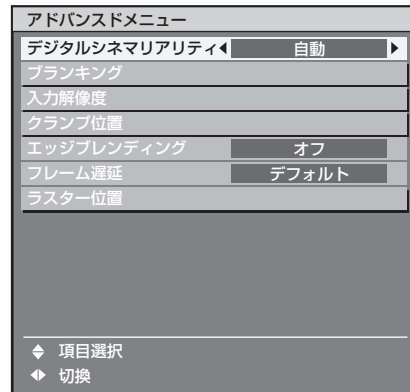 アドバンスドメニュー
デジタルシネマリアリティ 自動
ブランキング
入力解像度
クランプ位置
エッジブレンディング オフ
フレーム遅延 デフォルト
ラスター位置
項目選択
切換